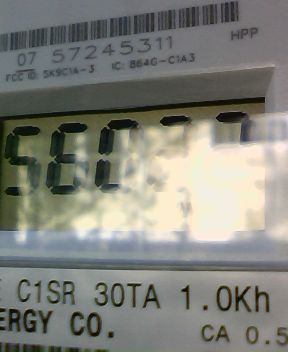 07 57245311
HPP
FCC ID: SK9C1A-3 IC: 864G-C1A3
C1SR 30TA 1.0Kh
ERGY CO.
CA 0.5